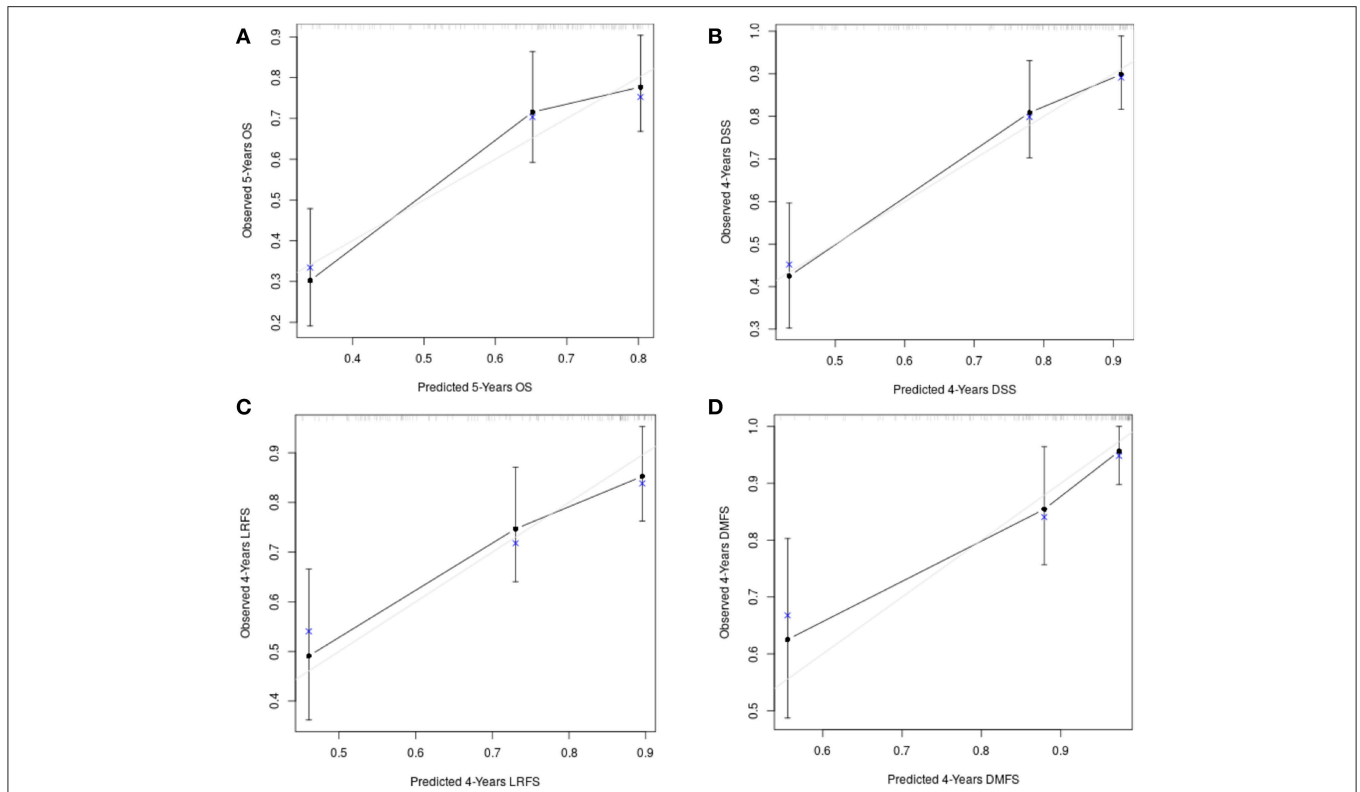 A
0.9
0.8
0.7
0.6
0.5
0.4
0.3
0.2
Observed 5-Years OS
0.4 0.5 0.6 0.7 0.8
Predicted 5-Years OS
B
1.0
0.9
0.8
0.7
0.6
0.5
0.4
0.3
Observed 4-Years DSS
0.5 0.6 0.7 0.8 0.9
Predicted 4-Years DSS
C
0.9
0.8
0.7
0.6
0.5
0.4
Observed 4-Years LRFS
0.5 0.6 0.7 0.8 0.9
Predicted 4-Years LRFS
D
1.0
0.9
0.8
0.7
0.6
0.5
Observed 4-Years DMFS
0.6 0.7 0.8 0.9
Predicted 4-Years DMFS